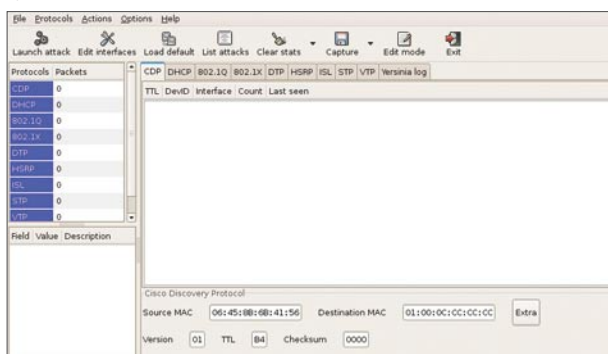 File Protocols Actions Options Help
Launch attack Edit interfaces Load default List attacks Clear stats Capture Edit mode Exit
Protocols Packets
CDP 0
DHCP 0
802.1Q 0
802.1X 0
DTP 0
HSRP 0
ISL 0
STP 0
VTP 0
Field Value Description
CDP DHCP 802.1Q 802.1X DTP HSRP ISL STP VTP Yersinia log
TTL DevID Interface Count Last seen
Cisco Discovery Protocol
Source MAC 06:45:8B:6B:41:56 Destination MAC 01:00:0C:CC:CC:CC Extra
Version 01 TTL B4 Checksum 0000